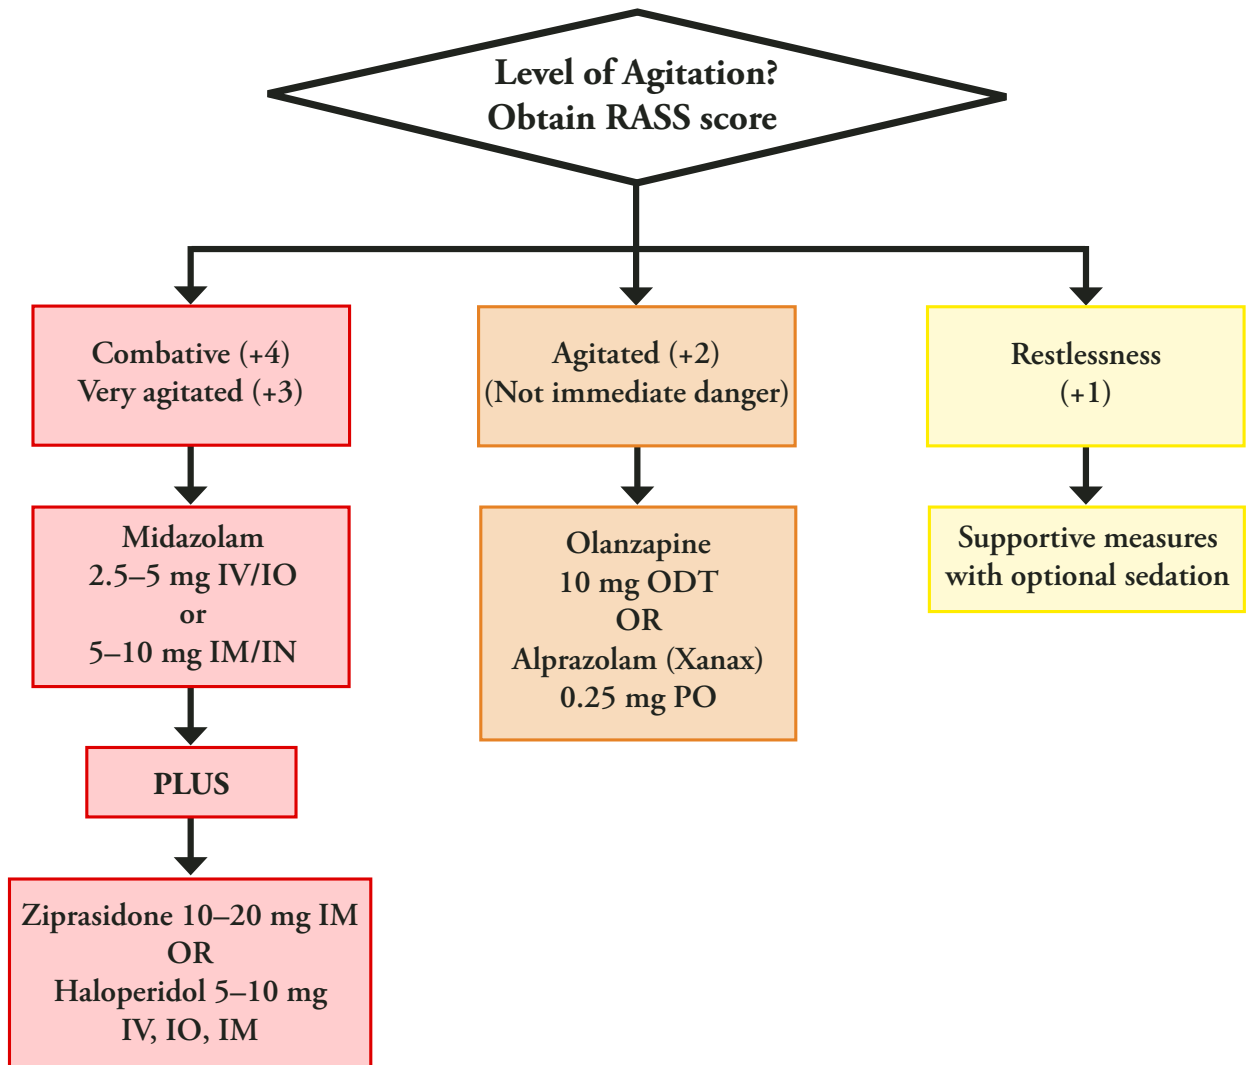 Level of Agitation?
Obtain RASS score
Combative (+4)
Very agitated (+3)
Agitated (+2)
(Not immediate danger)
Restlessness
(+1)
Midazolam
2.5–5 mg IV/IO
or
5–10 mg IM/IN
Olanzapine
10 mg ODT
OR
Alprazolam (Xanax)
0.25 mg PO
Supportive measures
with optional sedation
PLUS
Ziprasidone 10–20 mg IM
OR
Haloperidol 5–10 mg
IV, IO, IM